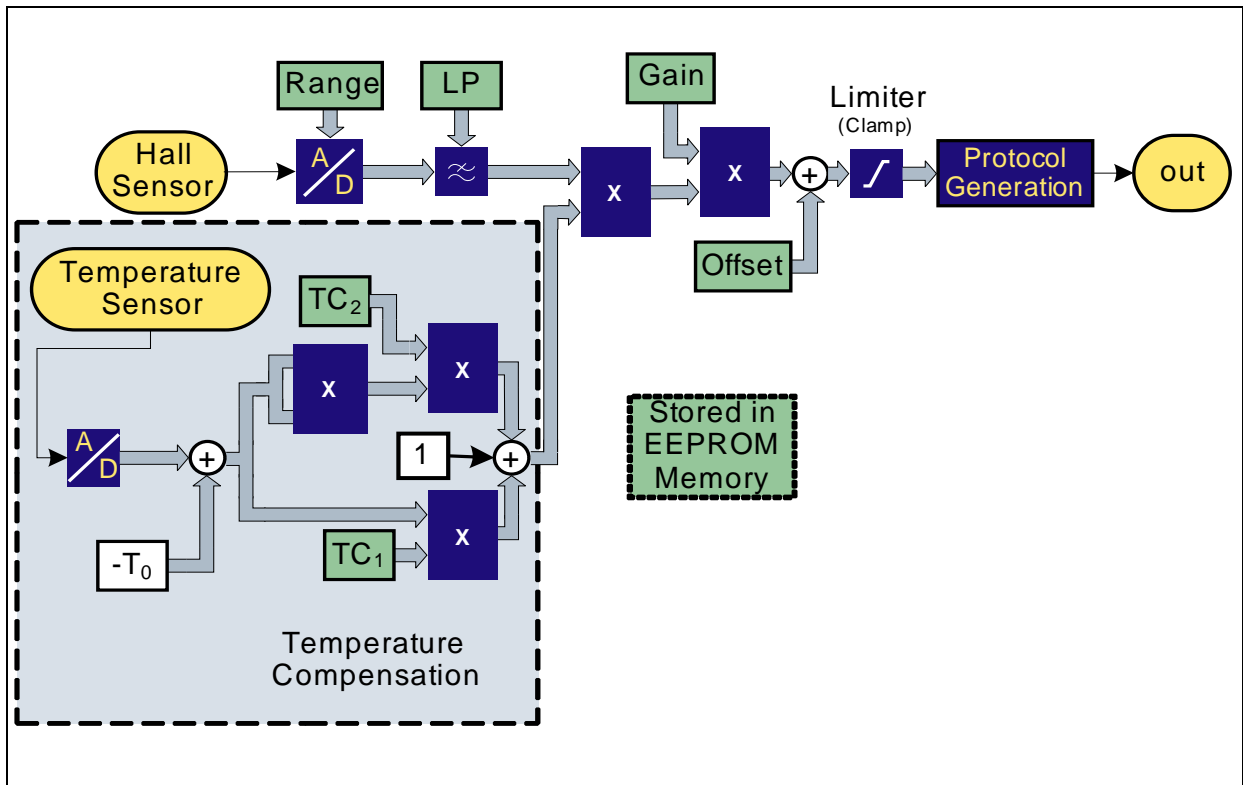 Range
LP
Gain
Limiter
(Clamp)
Hall
Sensor
A
D
X
X
+
Protocol
Generation
out
Offset
Temperature
Sensor
TC₂
X
X
A
D
+
1
+
Stored in
EEPROM
Memory
X
TC₁
-T₀
Temperature
Compensation